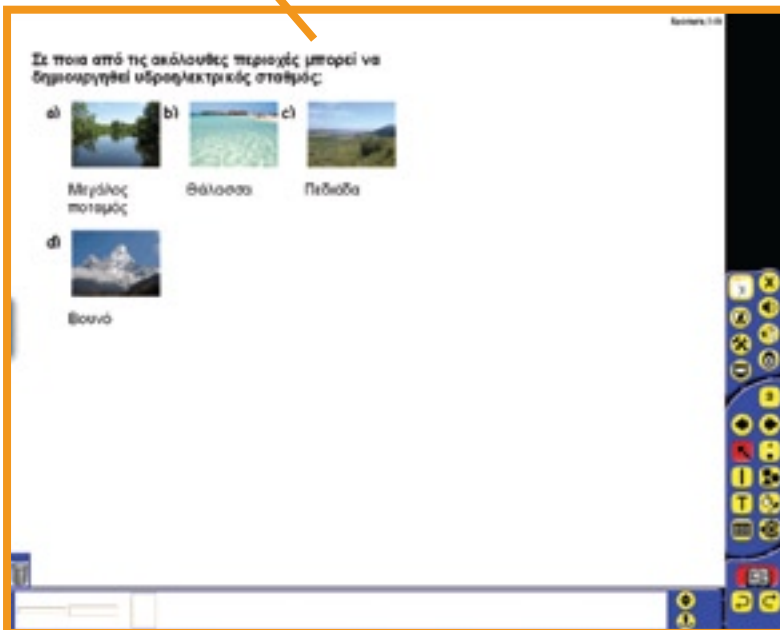 Σε ποια από τις ακόλουθες περιοχές μπορεί να
δημιουργηθεί υδροηλεκτρικός σταθμός;
a) b) c)
Μεγάλος
ποταμός
Θάλασσα
Πεδιάδα
d)
Βουνό